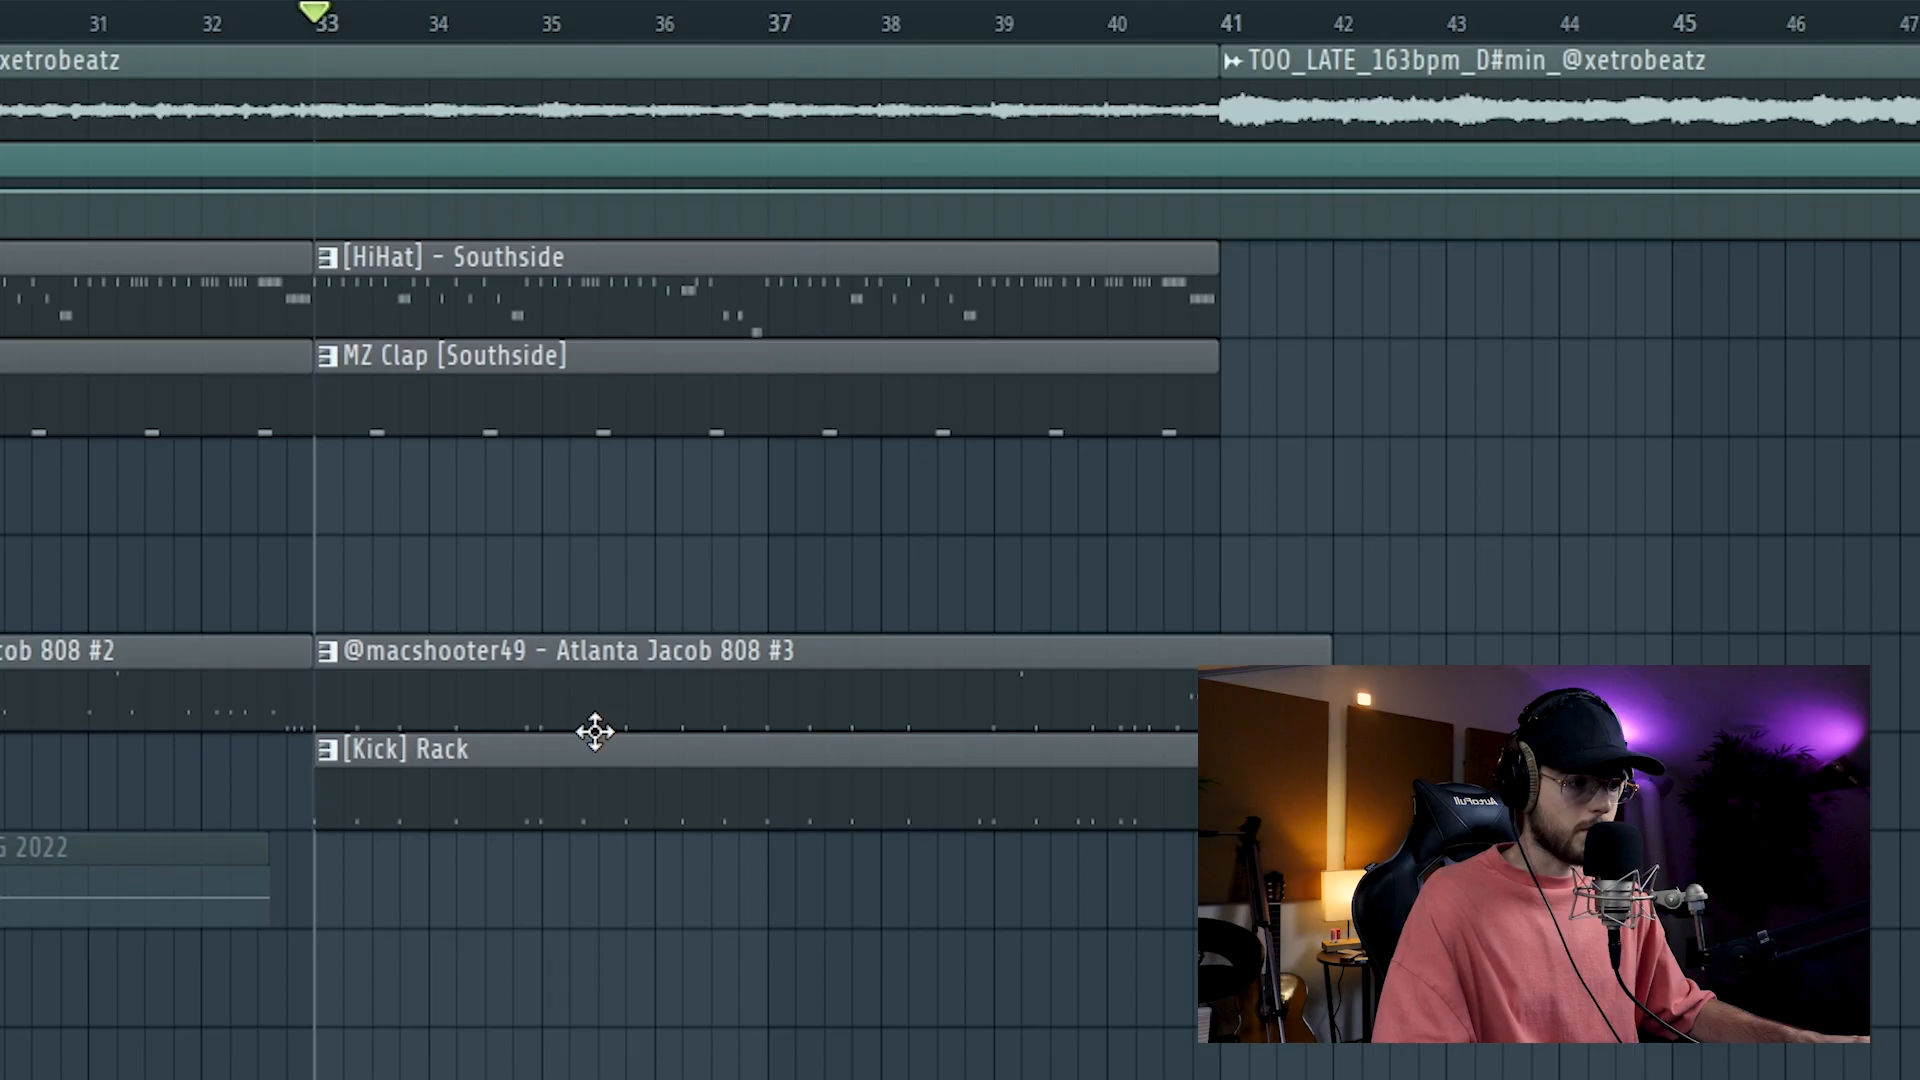 31 32 33 34 35 36 37 38 39 40 41 42 43 44 45 46 47
xetrobeatz
TOO_LATE_163bpm_D#min_@xetrobeatz
[HiHat] - Southside
MZ Clap [Southside]
cob 808 #2
@macshooter49 - Atlanta Jacob 808 #3
[Kick] Rack
G 2022
AutoFull